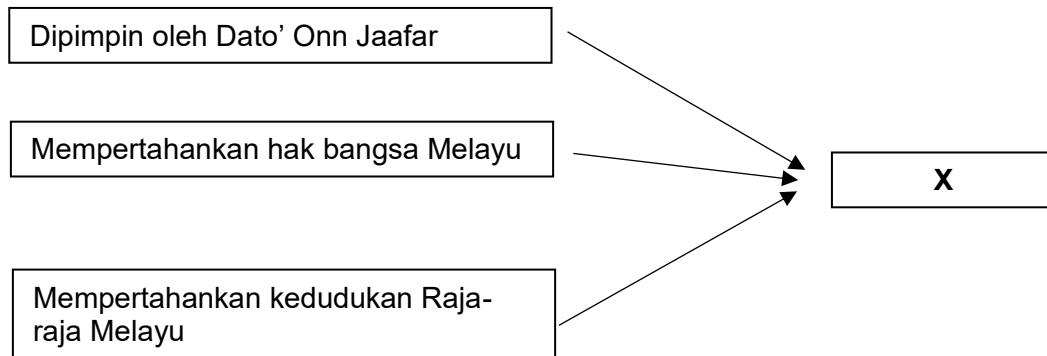 Dipimpin oleh Dato’ Onn Jaafar
Mempertahankan hak bangsa Melayu
X
Mempertahankan kedudukan Raja-
raja Melayu